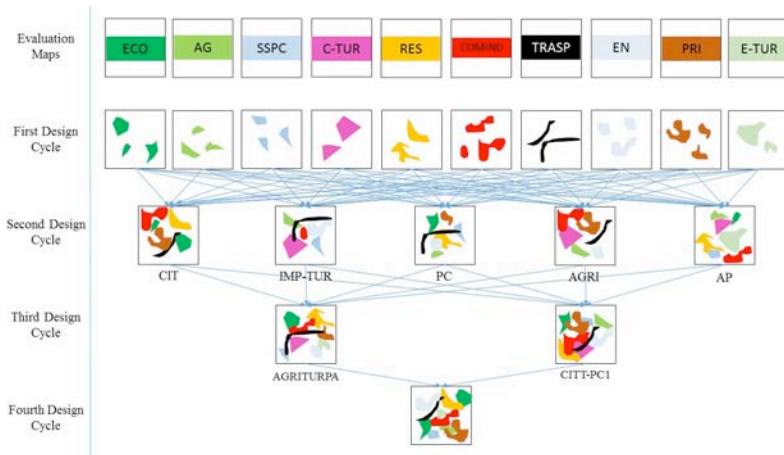 Evaluation
Maps
ECO AG SSPC C-TUR RES COMIND TRASP EN PRI E-TUR
First Design
Cycle
Second Design
Cycle
CIT IMP-TUR PC AGRI AP
Third Design
Cycle
AGRITURPA CITT-PC1
Fourth Design
Cycle